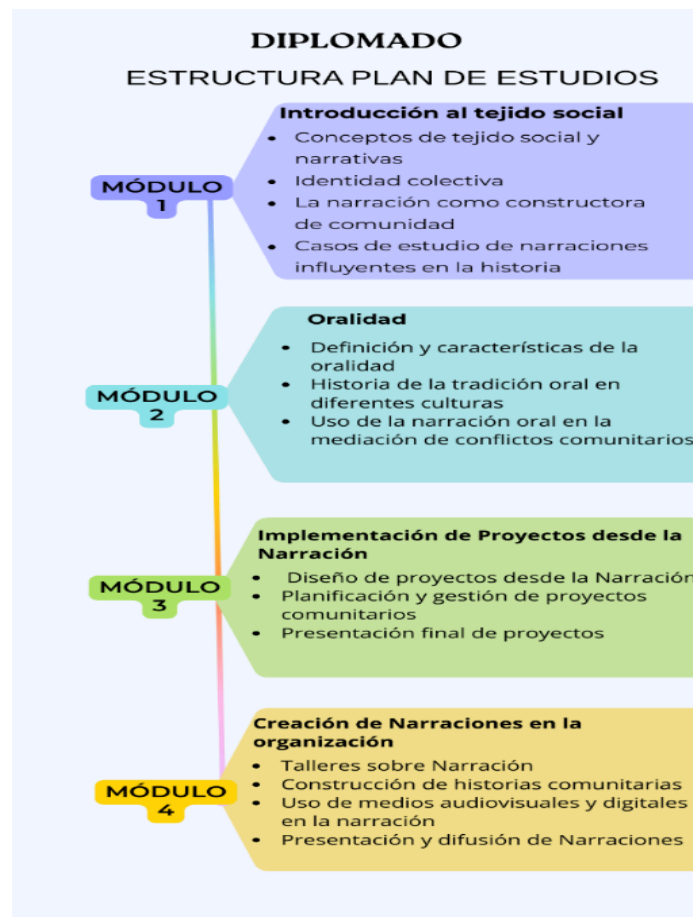 DIPLOMADO
ESTRUCTURA PLAN DE ESTUDIOS
MÓDULO
1
Introducción al tejido social
• Conceptos de tejido social y
narrativas
• Identidad colectiva
• La narración como constructora
de comunidad
• Casos de estudio de narraciones
influyentes en la historia
MÓDULO
2
Oralidad
• Definición y características de la
oralidad
• Historia de la tradición oral en
diferentes culturas
• Uso de la narración oral en la
mediación de conflictos comunitarios
MÓDULO
3
Implementación de Proyectos desde la
Narración
• Diseño de proyectos desde la Narración
• Planificación y gestión de proyectos
comunitarios
• Presentación final de proyectos
MÓDULO
4
Creación de Narraciones en la
organización
• Talleres sobre Narración
• Construcción de historias comunitarias
• Uso de medios audiovisuales y digitales
en la narración
• Presentación y difusión de Narraciones